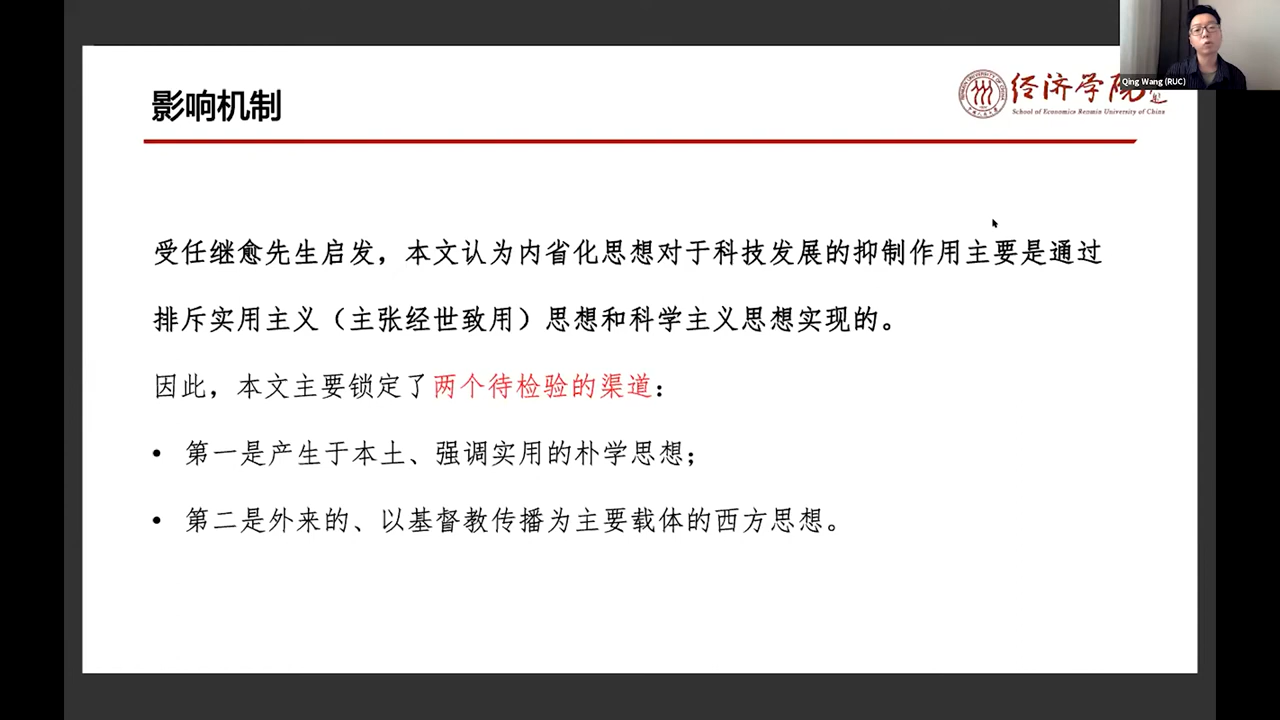 Qing Wang (RUC)
影响机制
经济学院
School of Economics Renmin University of China
受任继愈先生启发，本文认为内省化思想对于科技发展的抑制作用主要是通过
排斥实用主义（主张经世致用）思想和科学主义思想实现的。
因此，本文主要锁定了两个待检验的渠道：
• 第一是产生于本土、强调实用的朴学思想；
• 第二是外来的、以基督教传播为主要载体的西方思想。